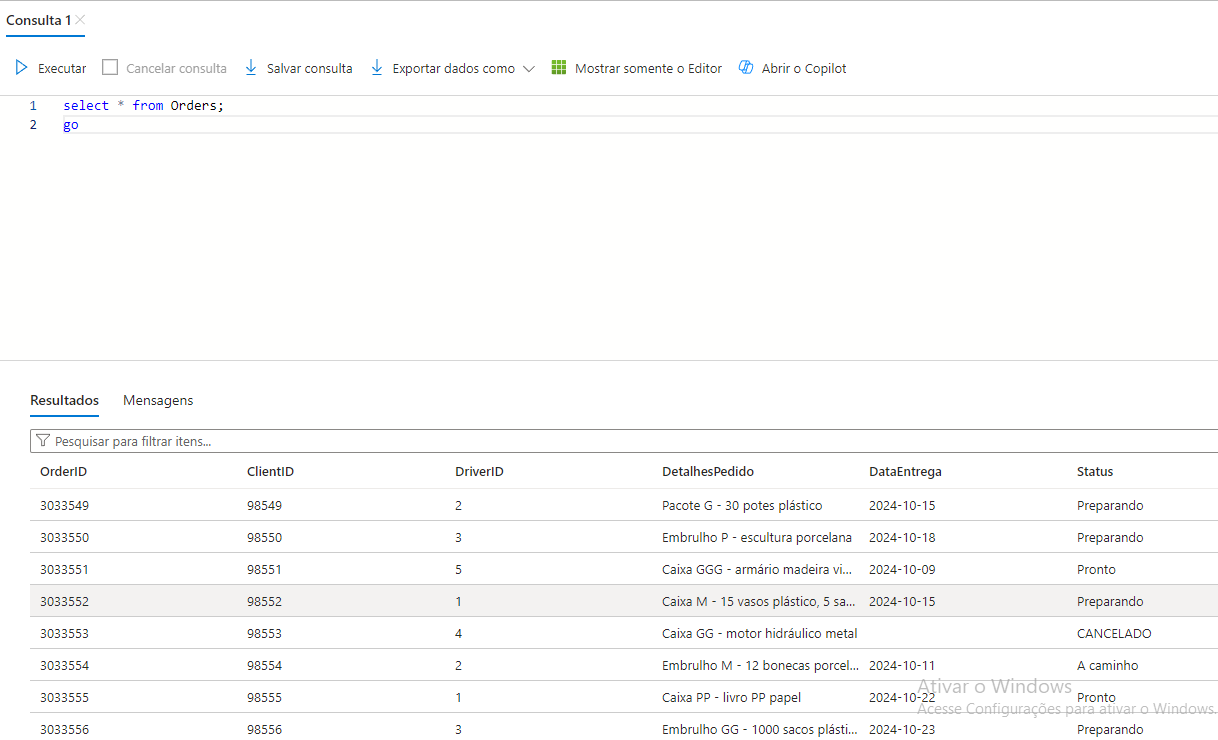 Consulta 1
Executar Cancelar consulta Salvar consulta Exportar dados como Mostrar somente o Editor Abrir o Copilot
1 select * from Orders;
2 go
Resultados Mensagens
Pesquisar para filtrar itens...
OrderID ClientID DriverID DetalhesPedido DataEntrega Status
3033549 98549 2 Pacote G - 30 potes plástico 2024-10-15 Preparando
3033550 98550 3 Embrulho P - escultura porcelana 2024-10-18 Preparando
3033551 98551 5 Caixa GGG - armário madeira vi... 2024-10-09 Pronto
3033552 98552 1 Caixa M - 15 vasos plástico, 5 sa... 2024-10-15 Preparando
3033553 98553 4 Caixa GG - motor hidráulico metal CANCELADO
3033554 98554 2 Embrulho M - 12 bonecas porcel... 2024-10-11 A caminho
Ativar o Windows
3033555 98555 1 Caixa PP - livro PP papel 2024-10-22 Pronto
Acesse Configurações para ativar o Windows.
3033556 98556 3 Embrulho GG - 1000 sacos plásti... 2024-10-23 Preparando